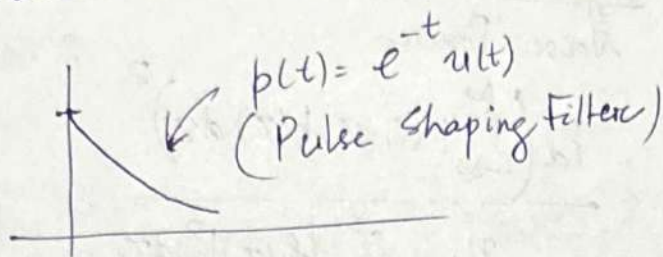 p(t) = e^{-t} u(t)
(Pulse Shaping Filter)